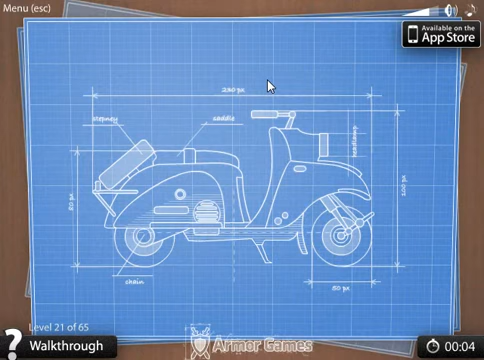 Menu (esc)
Available on the
App Store
230 px
stepney
saddle
headlamp
80 px
100 px
chain
50 px
Level 21 of 65
? Walkthrough
Armor Games
00:04